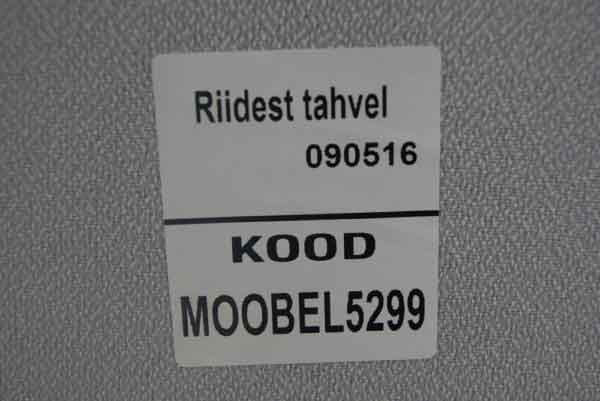 Riidest tahvel
090516
KOOD
MOOBEL5299